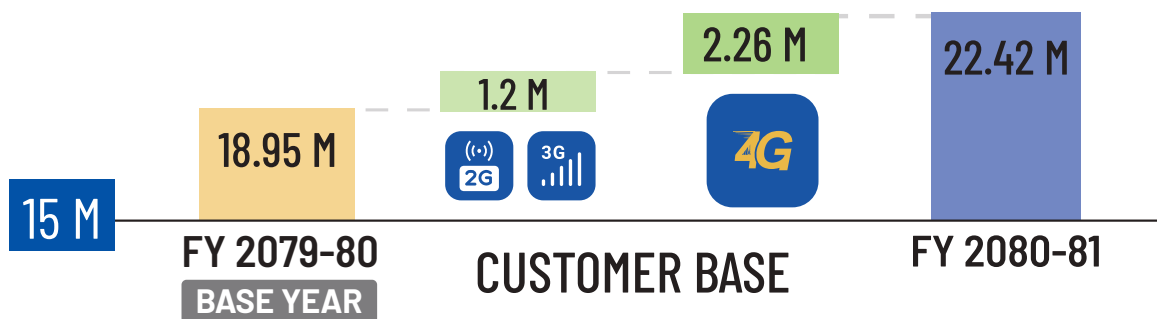 2.26 M
22.42 M
1.2 M
18.95 M
2G
3G
4G
15 M
FY 2079-80
BASE YEAR
CUSTOMER BASE
FY 2080-81